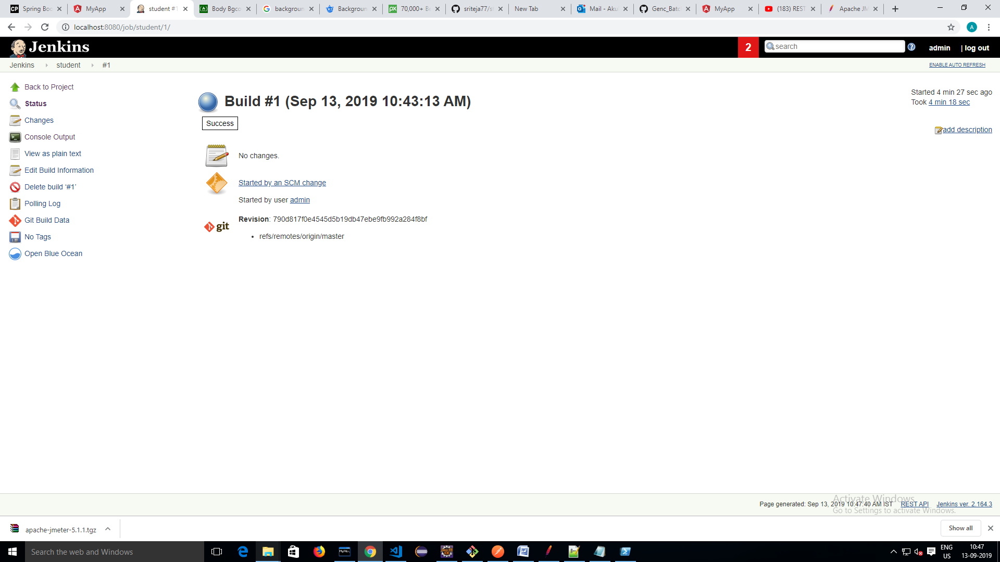 Spring Boo
MyApp
student #1
Body Bgco
backgroun
Backgroun
70,000+ Be
sriteja77/st
New Tab
Mail - Aku
Genc_Batc
MyApp
(183) REST
Apache JM
localhost:8080/job/student/1/
A
Jenkins
2
search
admin
| log out
Jenkins
student
#1
ENABLE AUTO REFRESH
Back to Project
Status
Changes
Console Output
View as plain text
Edit Build Information
Delete build ‘#1’
Polling Log
Git Build Data
No Tags
Open Blue Ocean
Build #1 (Sep 13, 2019 10:43:13 AM)
Success
Started 4 min 27 sec ago
Took 4 min 18 sec
add description
No changes.
Started by an SCM change
Started by user admin
git
Revision: 790d817f0e4545d5b19db47ebe9fb992a284f8bf
refs/remotes/origin/master
Activate Windows
Go to Settings to activate Windows.
Page generated: Sep 13, 2019 10:47:40 AM IST
REST API
Jenkins ver. 2.164.3
apache-jmeter-5.1.1.tgz
Show all
Search the web and Windows
ENG
US
10:47
13-09-2019